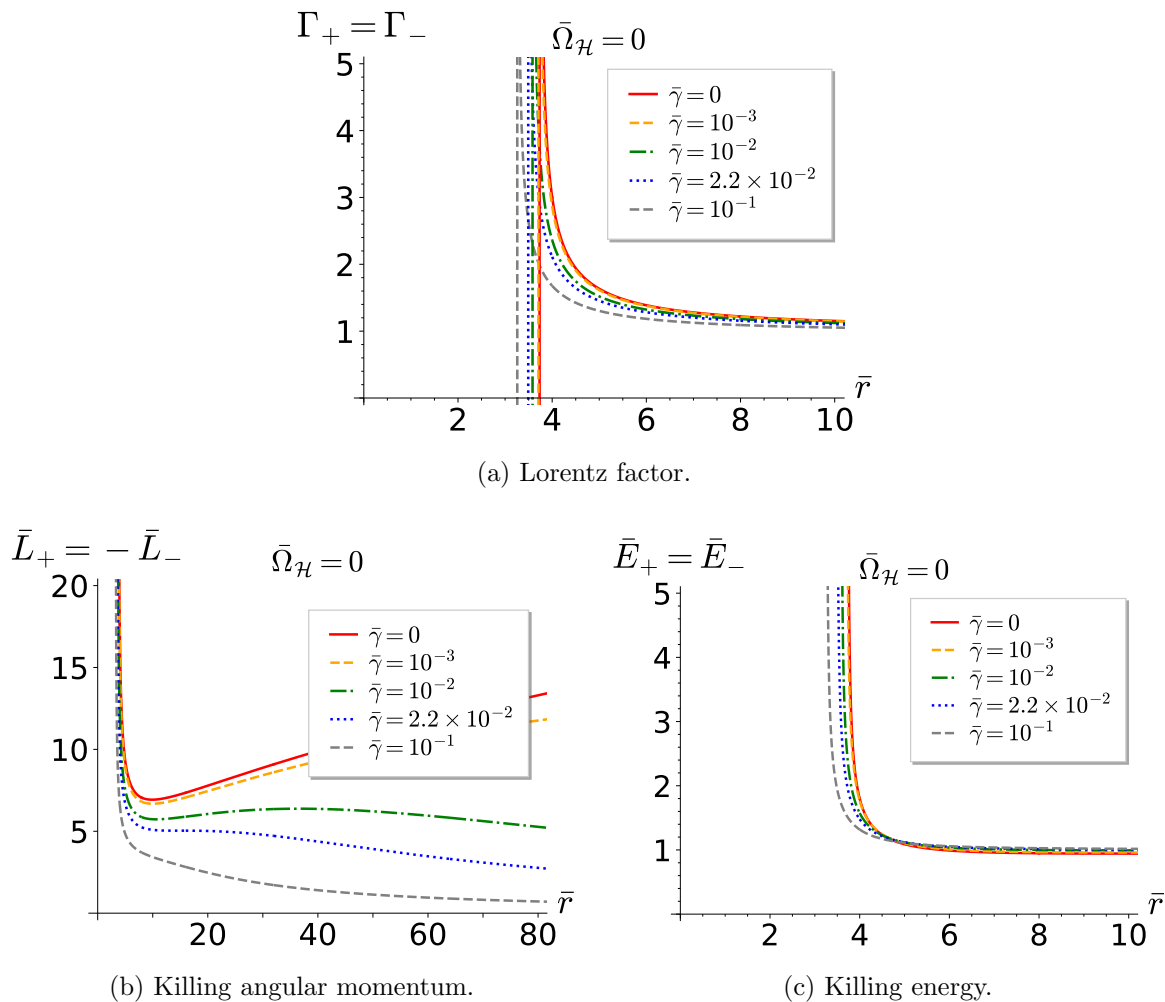 Γ₊ = Γ₋
Ω̄_ℋ = 0
5
4
3
2
1
γ̄ = 0
γ̄ = 10⁻³
γ̄ = 10⁻²
γ̄ = 2.2 × 10⁻²
γ̄ = 10⁻¹
r̄
2 4 6 8 10
(a) Lorentz factor.
L̄₊ = − L̄₋
Ω̄_ℋ = 0
20
15
10
5
γ̄ = 0
γ̄ = 10⁻³
γ̄ = 10⁻²
γ̄ = 2.2 × 10⁻²
γ̄ = 10⁻¹
r̄
20 40 60 80
(b) Killing angular momentum.
Ē₊ = Ē₋
Ω̄_ℋ = 0
5
4
3
2
1
γ̄ = 0
γ̄ = 10⁻³
γ̄ = 10⁻²
γ̄ = 2.2 × 10⁻²
γ̄ = 10⁻¹
r̄
2 4 6 8 10
(c) Killing energy.